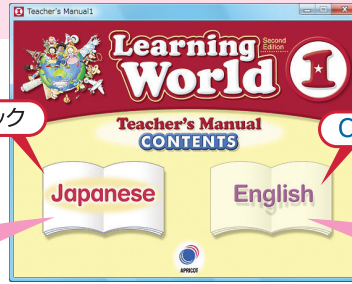 Teacher's Manual1
Learning
Second
Edition
World
1
Teacher's Manual
CONTENTS
ック
C
Japanese
English
APRICOT